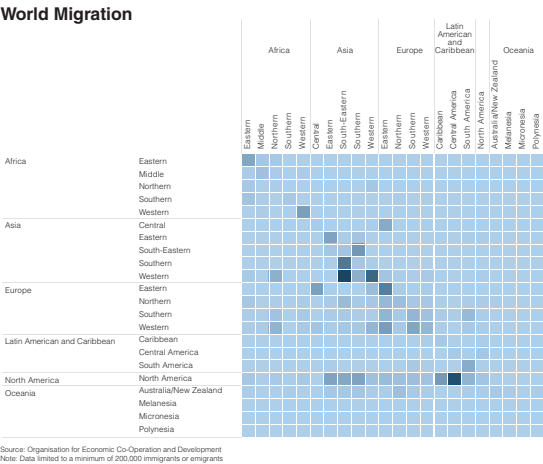 World Migration
Latin
American
and
Caribbean
Africa Asia Europe Oceania
Eastern Middle Northern Southern Western Central Eastern South-Eastern Southern Western Eastern Northern Southern Western Caribbean Central America South America North America Australia/New Zealand Melanesia Micronesia Polynesia
Africa Eastern
Middle
Northern
Southern
Western
Asia Central
Eastern
South-Eastern
Southern
Western
Europe Eastern
Northern
Southern
Western
Latin American and Caribbean Caribbean
Central America
South America
North America North America
Oceania Australia/New Zealand
Melanesia
Micronesia
Polynesia
Source: Organisation for Economic Co-Operation and Development
Note: Data limited to a minimum of 200,000 immigrants or emigrants